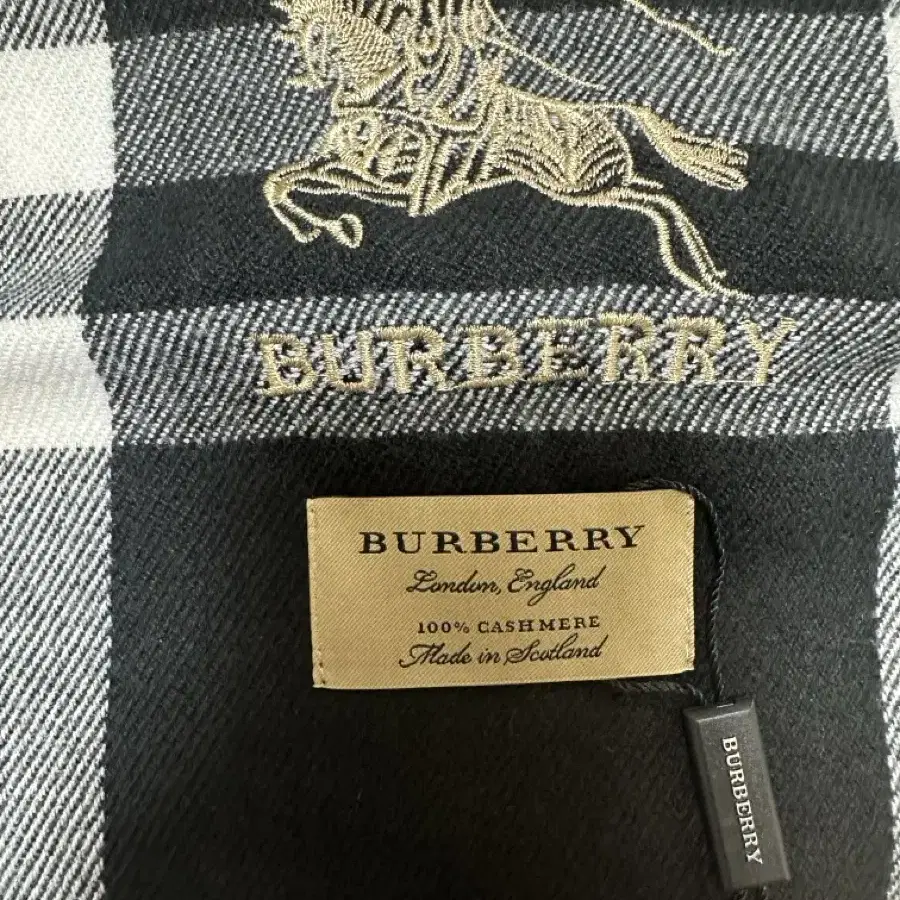 BURBERRY
BURBERRY
London, England
100% CASHMERE
Made in Scotland
BURBERRY